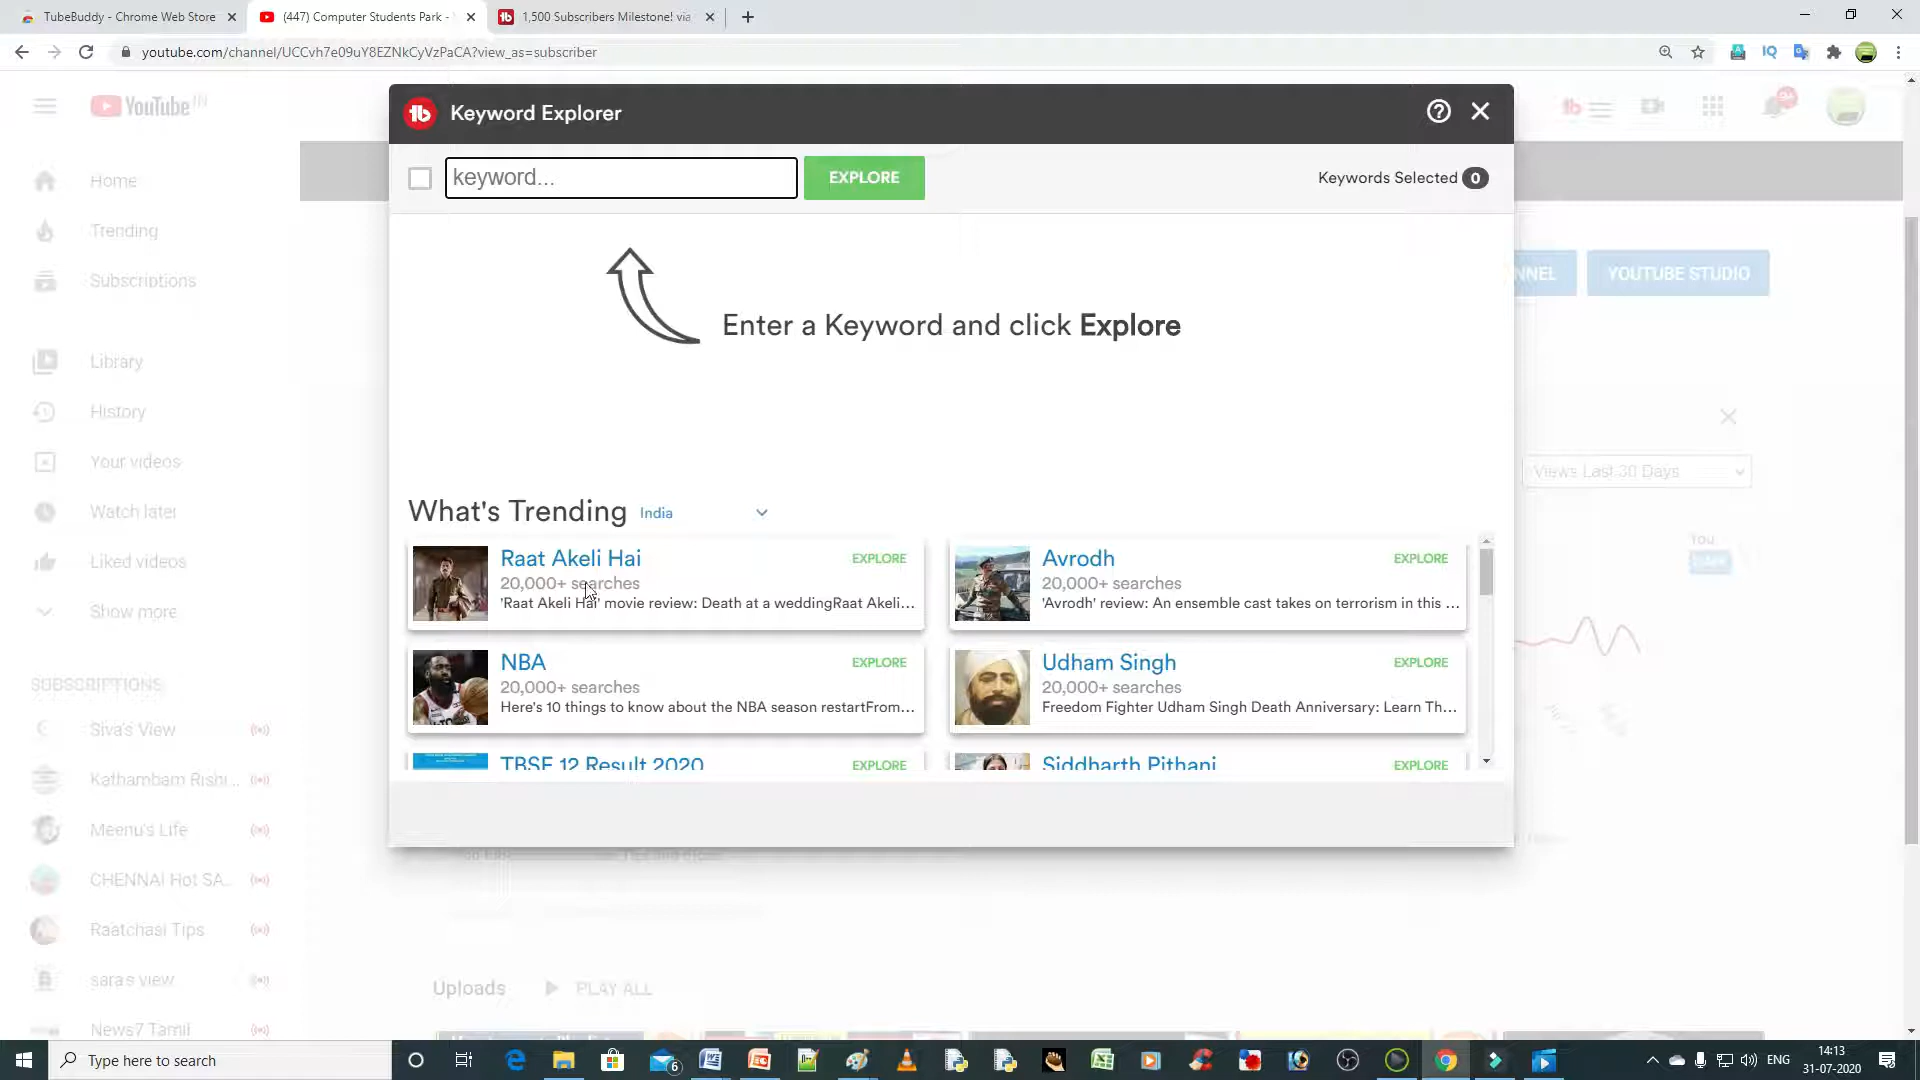 TubeBuddy - Chrome Web Store
(447) Computer Students Park -
1,500 Subscribers Milestone! via
youtube.com/channel/UCCvh7e09uY8EZNkCyVzPaCA?view_as=subscriber
YouTube IN
Keyword Explorer
keyword...
EXPLORE
Keywords Selected 0
Home
Trending
Subscriptions
Library
History
Your videos
Watch later
Liked videos
Show more
SUBSCRIPTIONS
Siva's View
Kathambam Rishi ...
Meenu's Life
CHENNAI Hot SA...
Raatchasi Tips
sara's view
News7 Tamil
Enter a Keyword and click Explore
NNEL
YOUTUBE STUDIO
Views Last 30 Days
You
What's Trending India
Raat Akeli Hai
EXPLORE
20,000+ searches
'Raat Akeli Hai' movie review: Death at a weddingRaat Akeli...
Avrodh
EXPLORE
20,000+ searches
'Avrodh' review: An ensemble cast takes on terrorism in this ...
NBA
EXPLORE
20,000+ searches
Here's 10 things to know about the NBA season restartFrom...
Udham Singh
EXPLORE
20,000+ searches
Freedom Fighter Udham Singh Death Anniversary: Learn Th...
TBSE 12 Result 2020
EXPLORE
Siddharth Pithani
EXPLORE
Uploads
PLAY ALL
Type here to search
6
ENG
14:13
31-07-2020